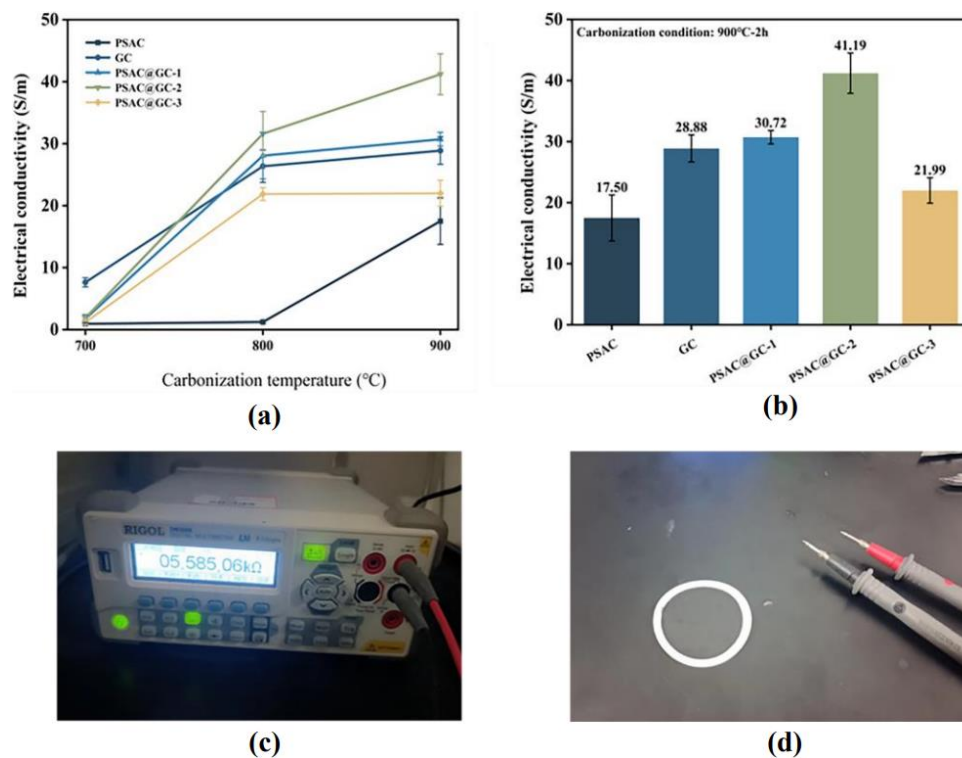 50
40
30
20
10
0
Electrical conductivity (S/m)
PSAC
GC
PSAC@GC-1
PSAC@GC-2
PSAC@GC-3
700
800
900
Carbonization temperature (℃)
(a)
50
40
30
20
10
0
Electrical conductivity (S/m)
Carbonization condition: 900℃-2h
17.50
28.88
30.72
41.19
21.99
PSAC
GC
PSAC@GC-1
PSAC@GC-2
PSAC@GC-3
(b)
RIGOL
DIGITAL MULTIMETER
05,585,06kΩ
(c)
(d)